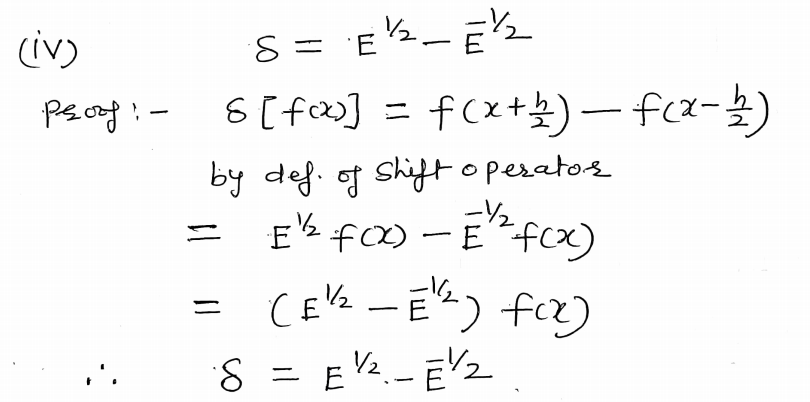 (iv) δ = E^{1/2} - E^{-1/2}
Proof :- δ[f(x)] = f(x+h/2) - f(x-h/2)
by def. of Shift operator
= E^{1/2} f(x) - E^{-1/2} f(x)
= (E^{1/2} - E^{-1/2}) f(x)
∴ δ = E^{1/2} - E^{-1/2}.